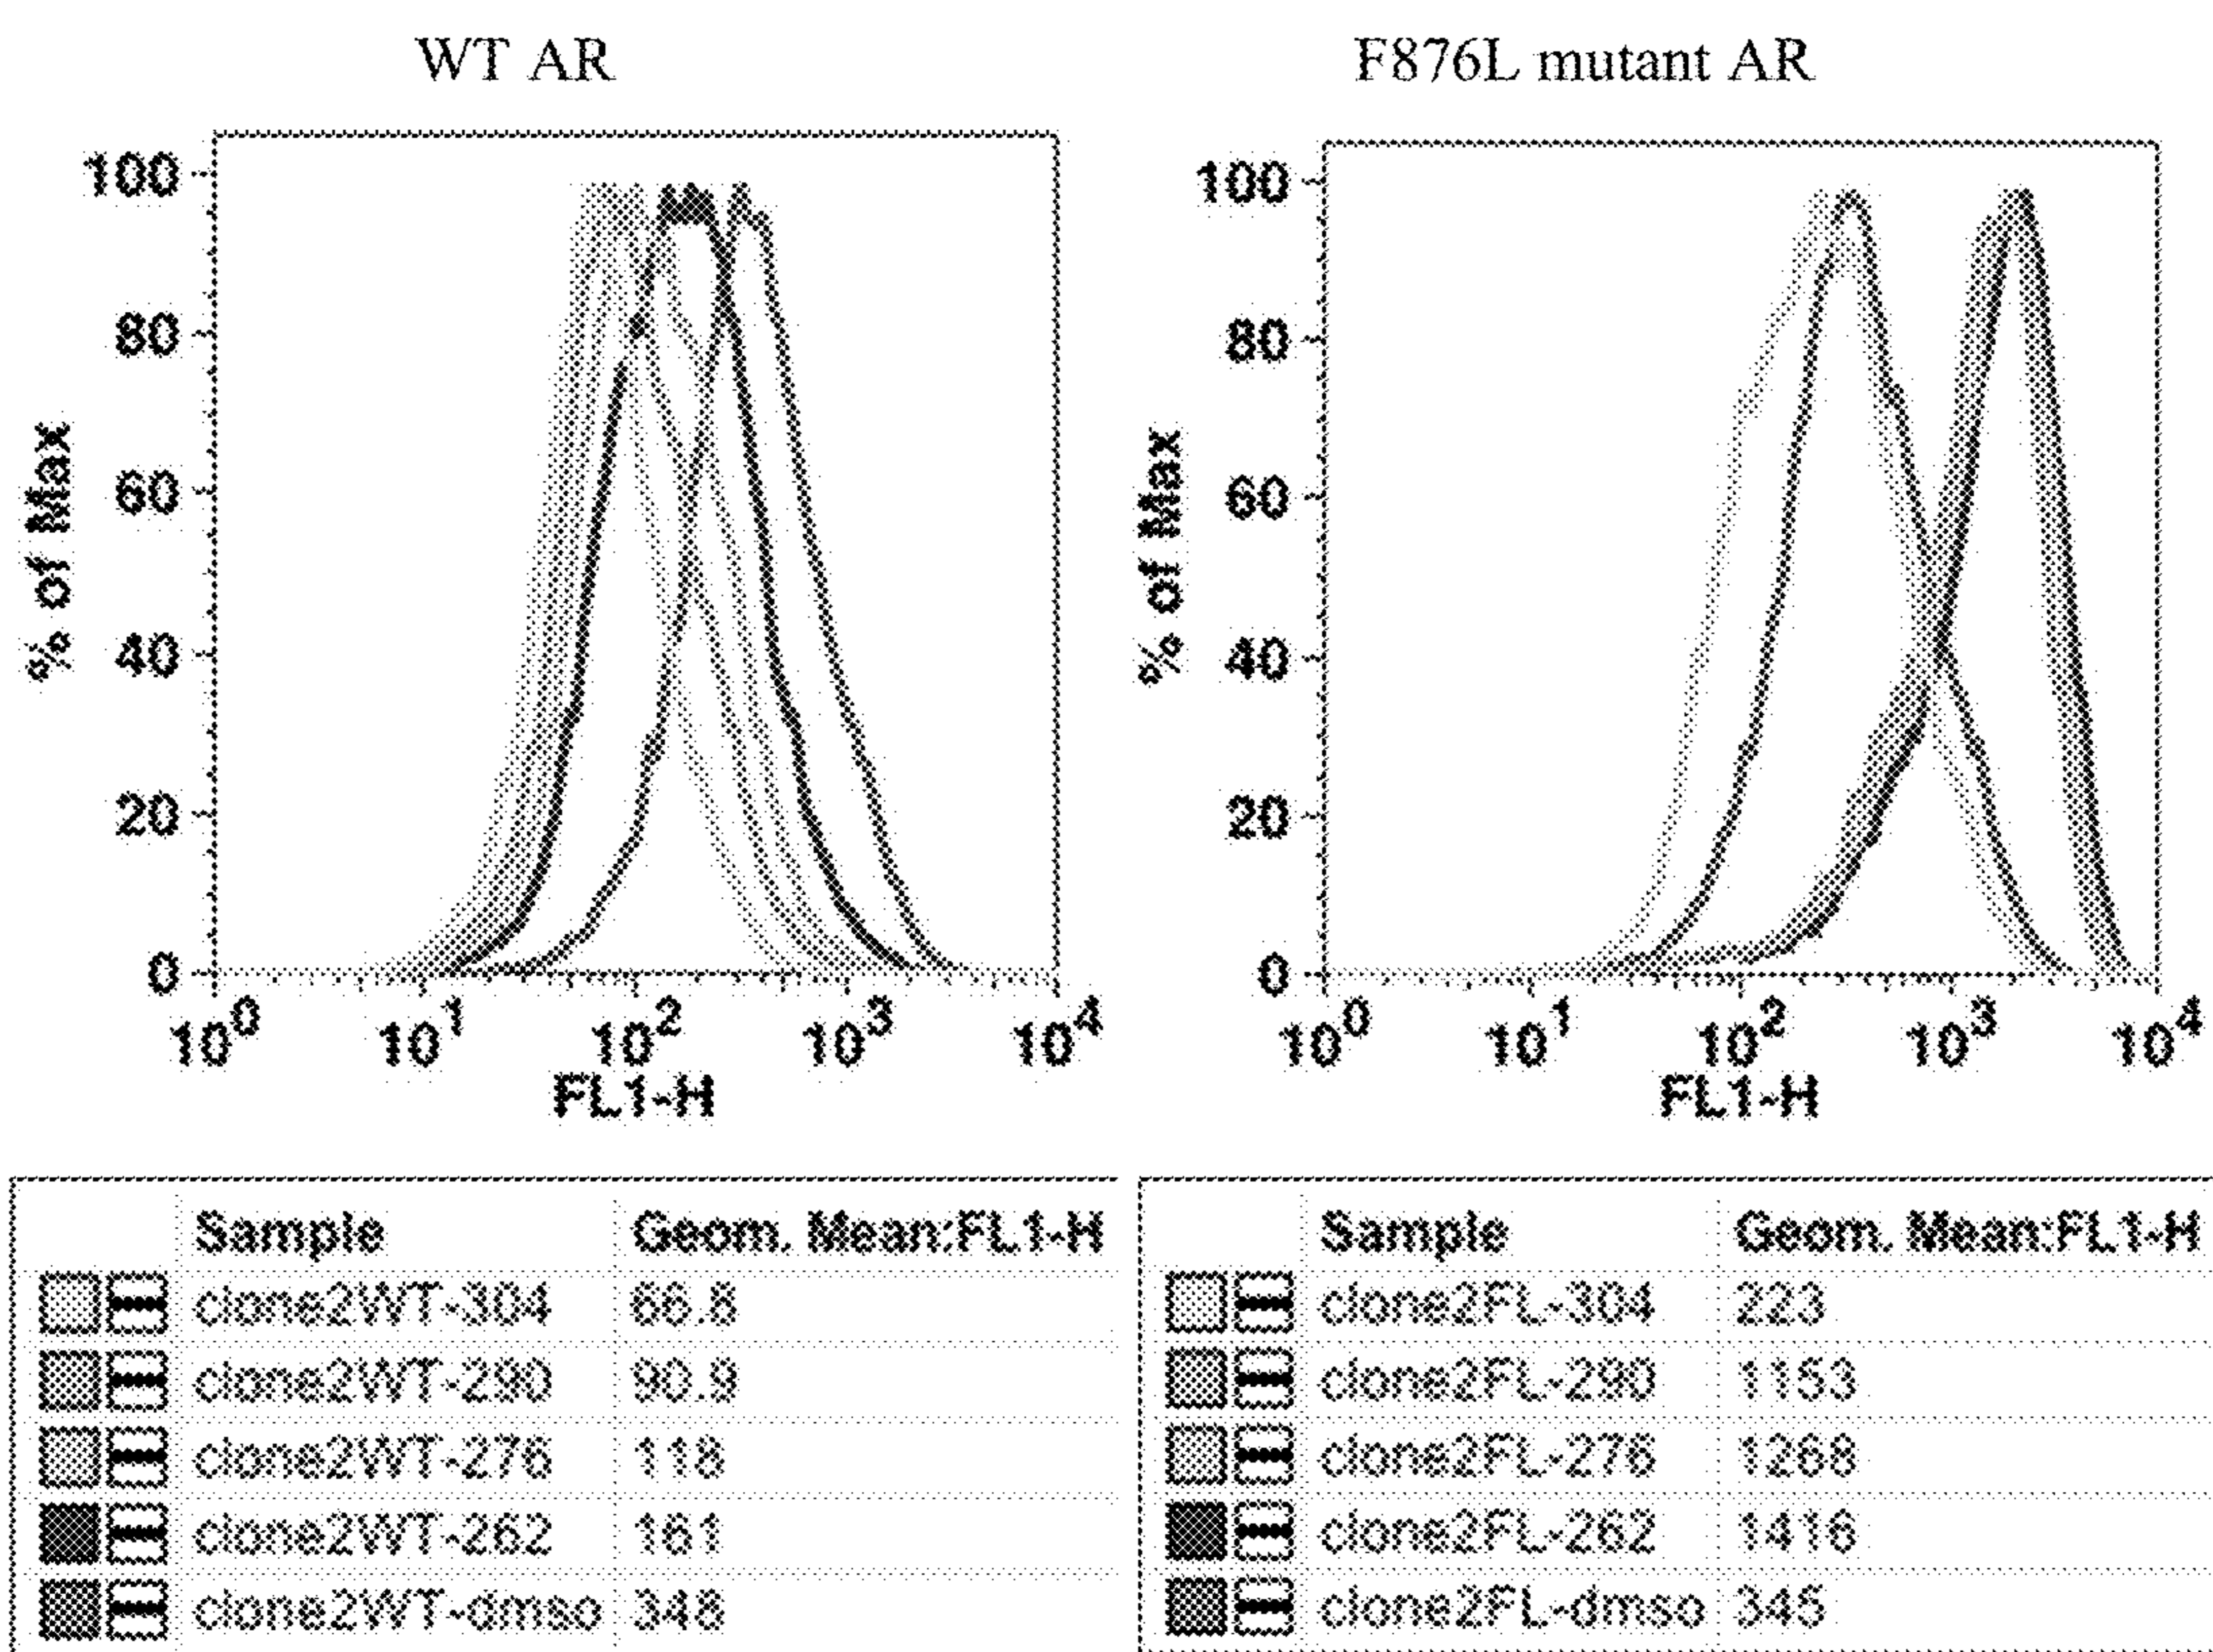 WT AR
F876L mutant AR
100
80
60
40
20
0
% of Max
10^0 10^1 10^2 10^3 10^4
FL1-H
100
80
60
40
20
0
% of Max
10^0 10^1 10^2 10^3 10^4
FL1-H
Sample Geom. Mean:FL1-H
clone2WT-304 66.8
clone2WT-290 90.9
clone2WT-276 118
clone2WT-262 161
clone2WT-dmso 348
Sample Geom. Mean:FL1-H
clone2FL-304 223
clone2FL-290 1153
clone2FL-276 1268
clone2FL-262 1416
clone2FL-dmso 345